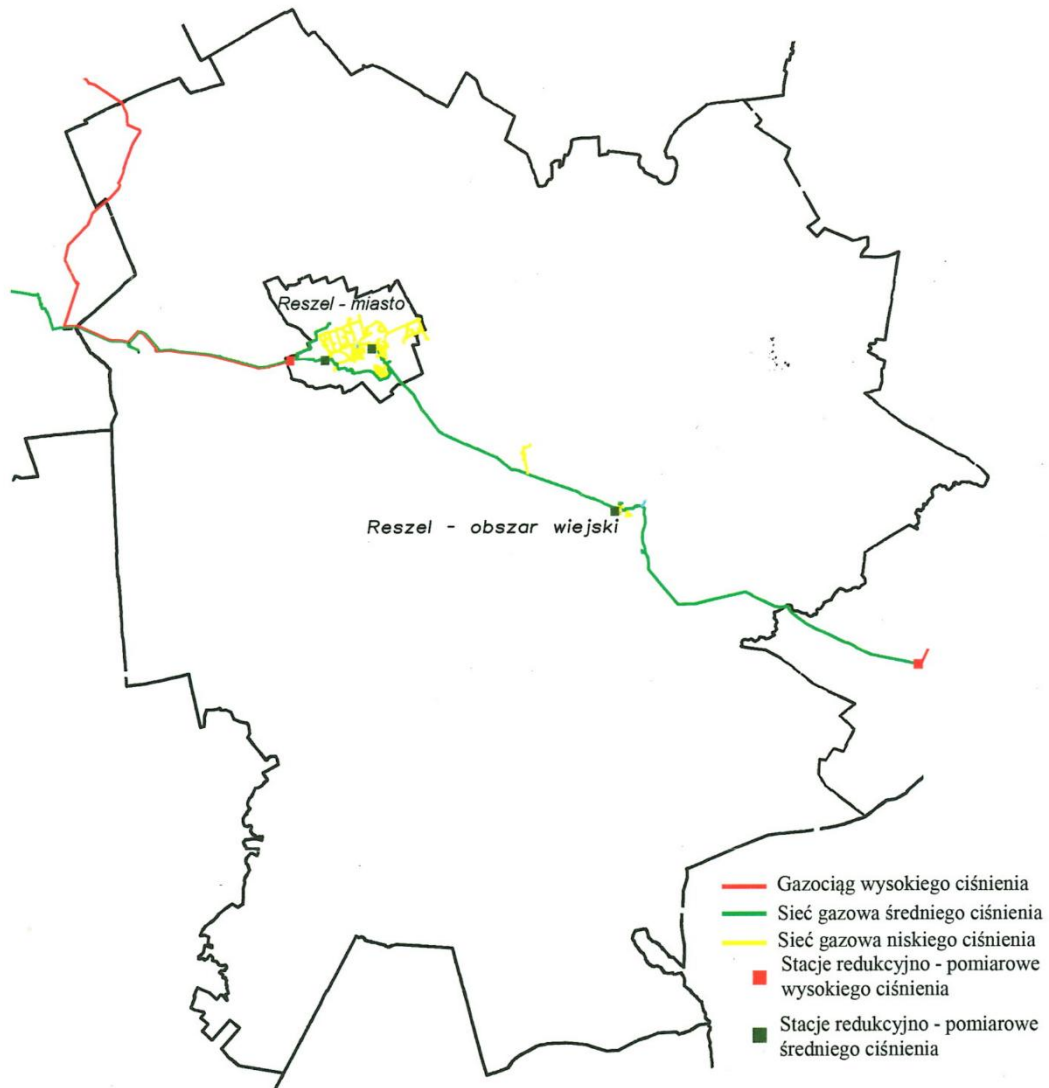 Reszel - miasto
Reszel - obszar wiejski
Gazociąg wysokiego ciśnienia
Sieć gazowa średniego ciśnienia
Sieć gazowa niskiego ciśnienia
Stacje redukcyjno - pomiarowe
wysokiego ciśnienia
Stacje redukcyjno - pomiarowe
średniego ciśnienia